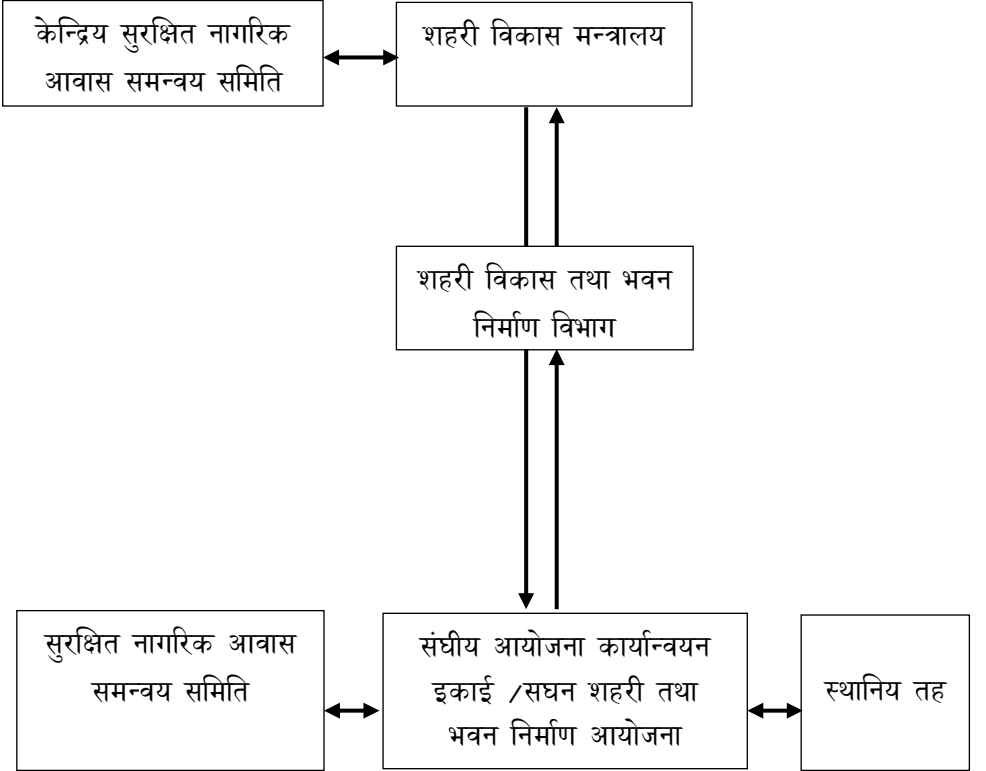 केन्द्रिय सुरक्षित नागरिक
आवास समन्वय समिति
शहरी विकास मन्त्रालय
शहरी विकास तथा भवन
निर्माण विभाग
सुरक्षित नागरिक आवास
समन्वय समिति
संघीय आयोजना कार्यान्वयन
इकाई /सघन शहरी तथा
भवन निर्माण आयोजना
स्थानिय तह